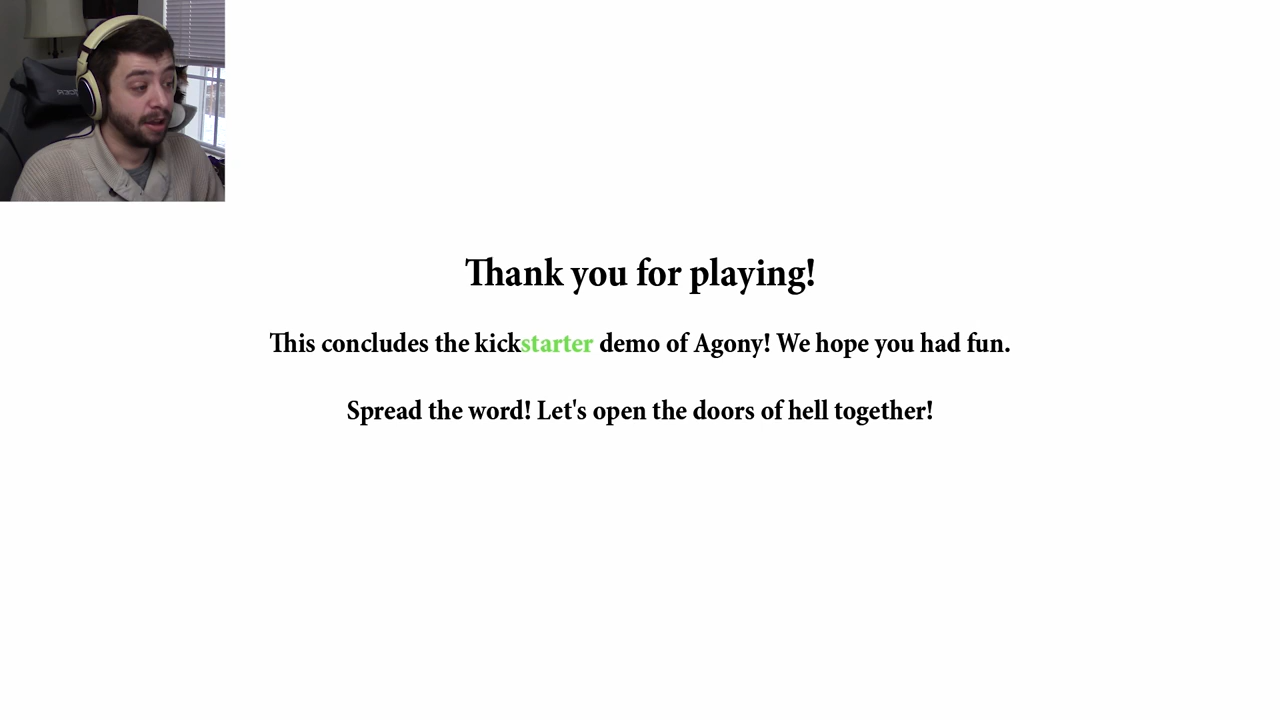 Thank you for playing!
This concludes the kickstarter demo of Agony! We hope you had fun.
Spread the word! Let's open the doors of hell together!